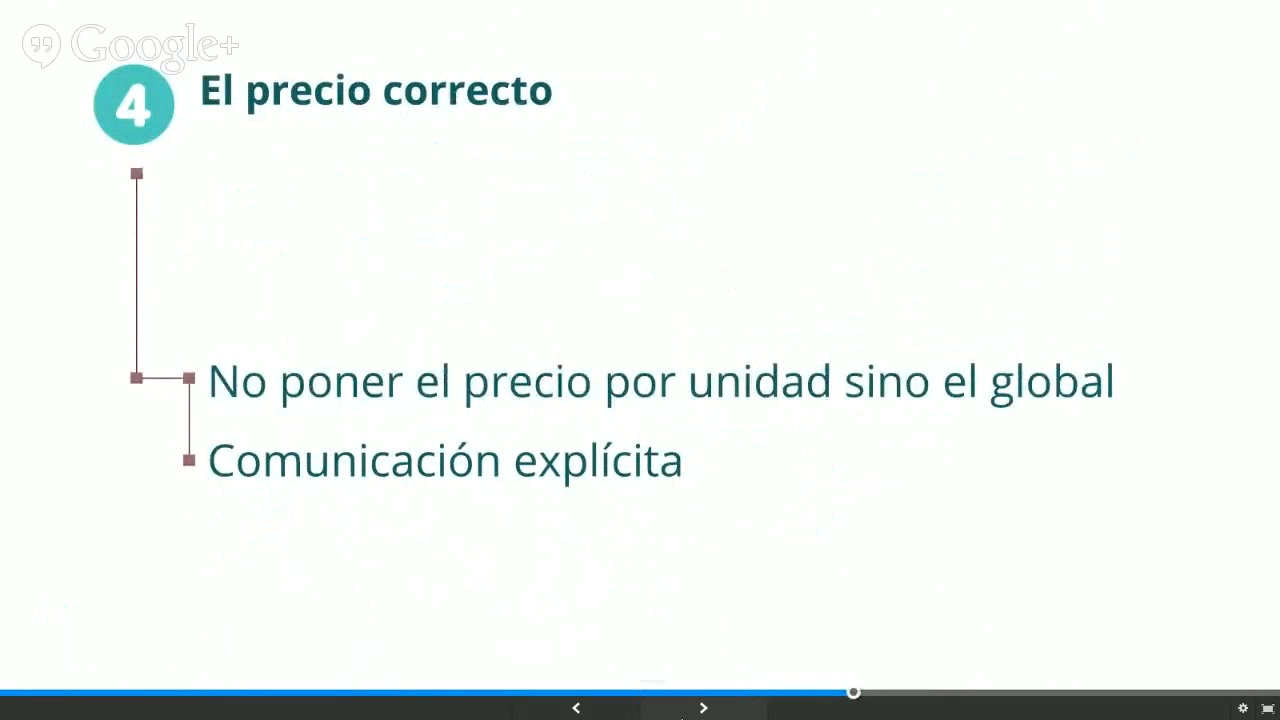 Google+
4
El precio correcto
No poner el precio por unidad sino el global
Comunicación explícita